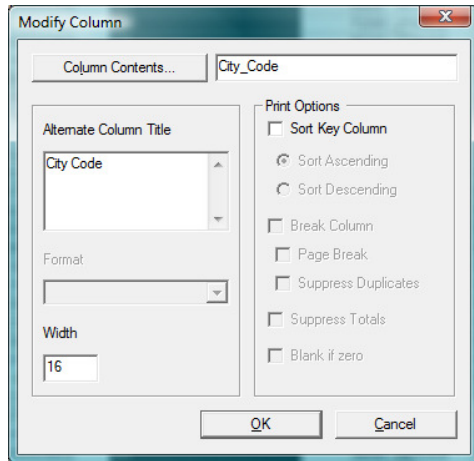 Modify Column
Column Contents...
City_Code
Alternate Column Title
City Code
Format
Width
16
Print Options
Sort Key Column
Sort Ascending
Sort Descending
Break Column
Page Break
Suppress Duplicates
Suppress Totals
Blank if zero
OK
Cancel